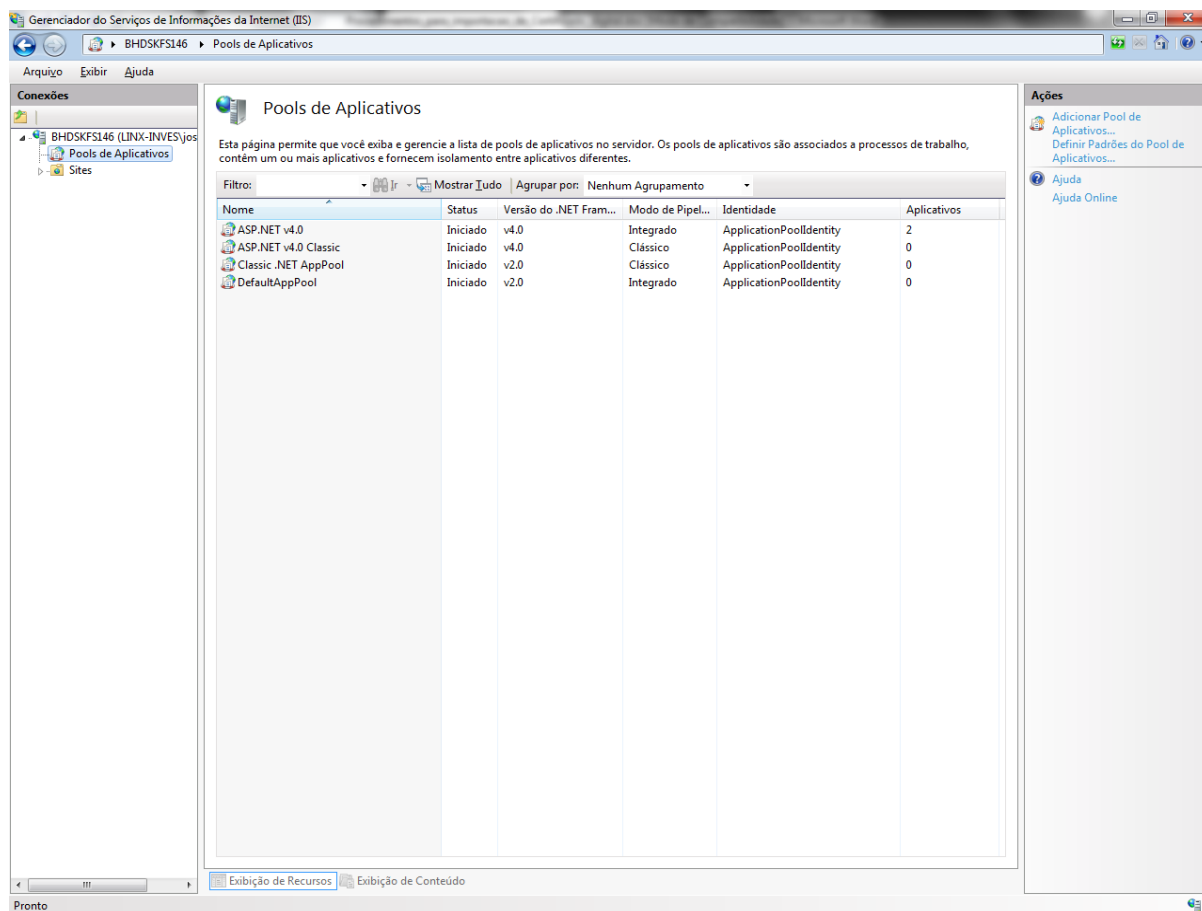 Gerenciador do Serviços de Informações da Internet (IIS)
BHDSKFS146 Pools de Aplicativos
Arquivo Exibir Ajuda
Conexões
BHDSKFS146 (LINX-INVES\jos
Pools de Aplicativos
Sites
Pools de Aplicativos
Esta página permite que você exiba e gerencie a lista de pools de aplicativos no servidor. Os pools de aplicativos são associados a processos de trabalho,
contêm um ou mais aplicativos e fornecem isolamento entre aplicativos diferentes.
Filtro: Ir Mostrar Tudo Agrupar por: Nenhum Agrupamento
Nome Status Versão do .NET Fram... Modo de Pipel... Identidade Aplicativos
ASP.NET v4.0 Iniciado v4.0 Integrado ApplicationPoolIdentity 2
ASP.NET v4.0 Classic Iniciado v4.0 Clássico ApplicationPoolIdentity 0
Classic .NET AppPool Iniciado v2.0 Clássico ApplicationPoolIdentity 0
DefaultAppPool Iniciado v2.0 Integrado ApplicationPoolIdentity 0
Ações
Adicionar Pool de
Aplicativos...
Definir Padrões do Pool de
Aplicativos...
Ajuda
Ajuda Online
Exibição de Recursos Exibição de Conteúdo
Pronto